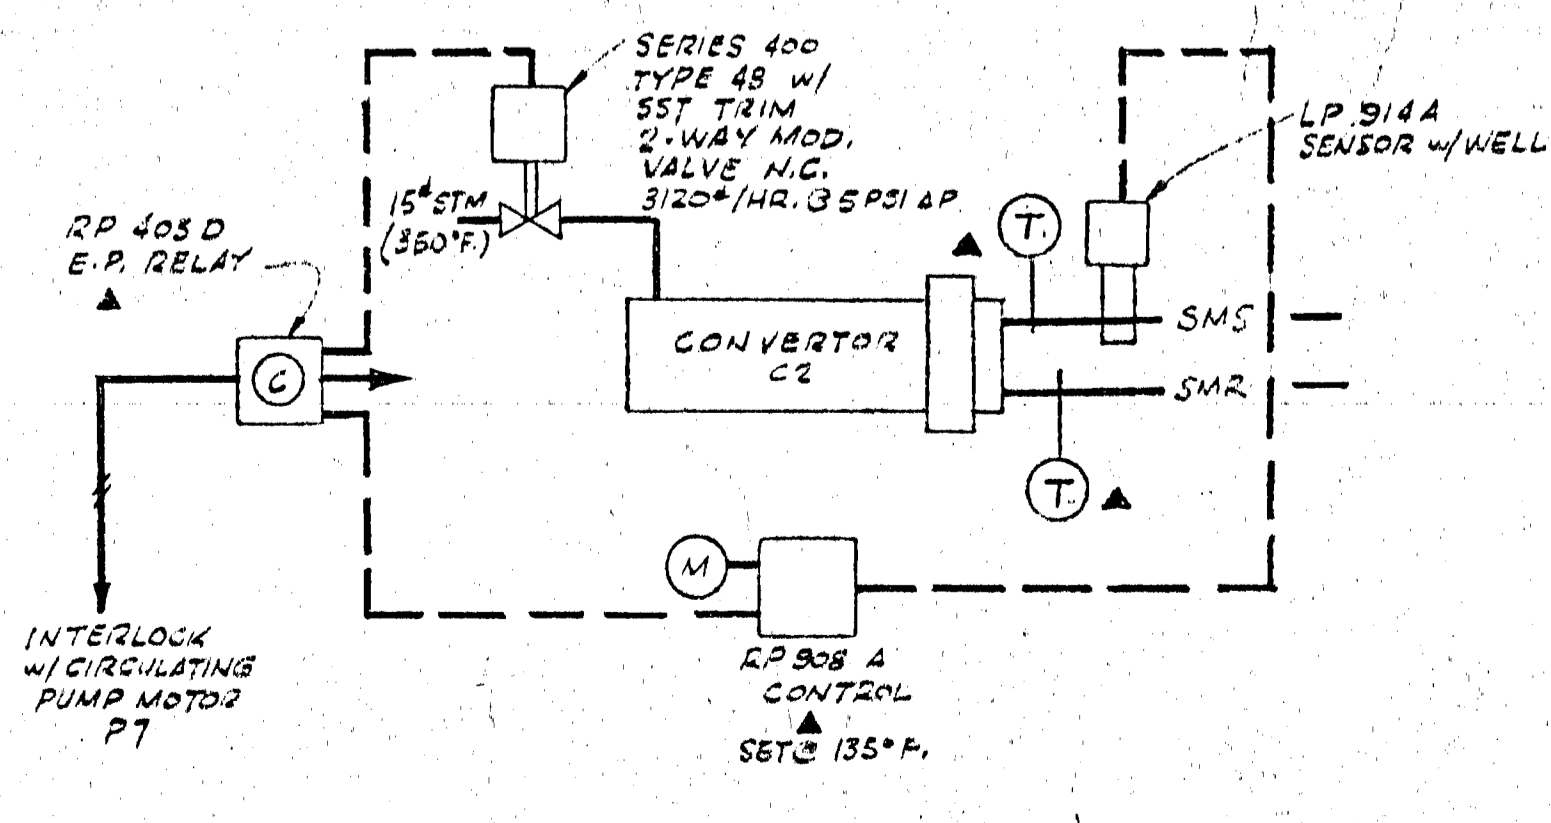 SERIES 400
TYPE 48 w/
SST TRIM
2-WAY MOD.
VALVE N.C.
3120#/HR. @ 5 PSI ΔP
LP 914 A
SENSOR w/ WELL
15# STM
(350°F.)
RP 403 D
E.P. RELAY
T.
CONVERTOR
C2
SMS
SMR
C
T.
M
INTERLOCK
w/ CIRCULATING
PUMP MOTOR
P7
RP 908 A
CONTROL
SET @ 135°F.